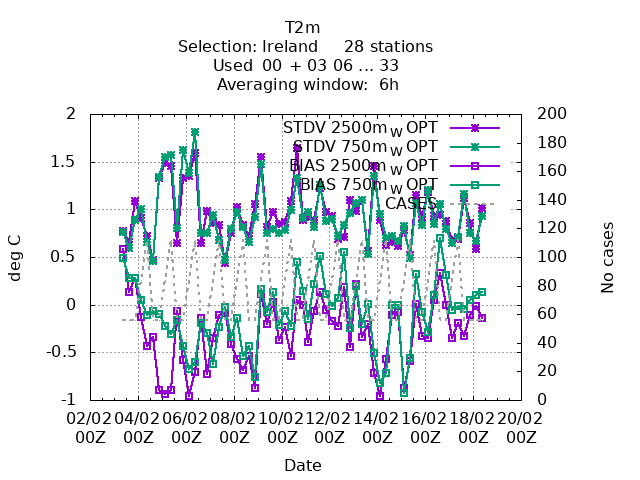 T2m
Selection: Ireland 28 stations
Used 00 + 03 06 ... 33
Averaging window: 6h
deg C
No cases
2
1.5
1
0.5
0
-0.5
-1
200
180
160
140
120
100
80
60
40
20
0
STDV 2500m_W OPT
STDV 750m_W OPT
BIAS 2500m_W OPT
BIAS 750m_W OPT
CASES
02/02 04/02 06/02 08/02 10/02 12/02 14/02 16/02 18/02 20/02
00Z 00Z 00Z 00Z 00Z 00Z 00Z 00Z 00Z 00Z
Date